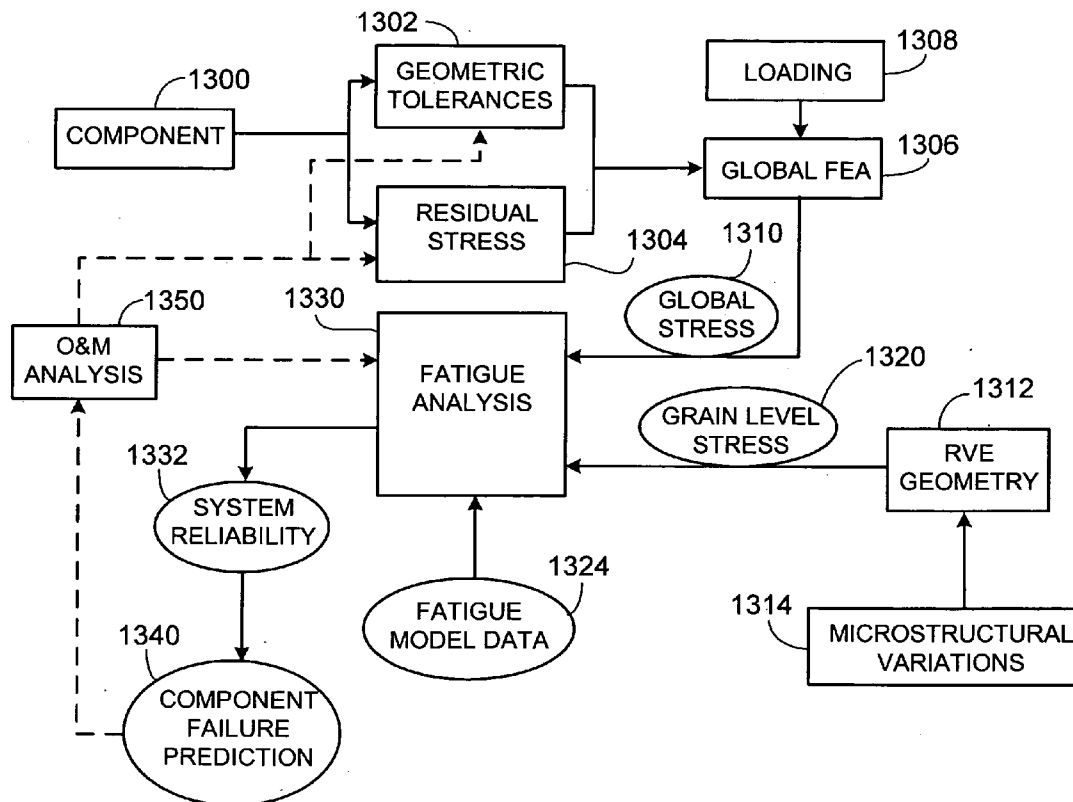 1302
1308
GEOMETRIC
TOLERANCES
LOADING
1300
COMPONENT
1306
GLOBAL FEA
RESIDUAL
STRESS
1304
1310
GLOBAL
STRESS
1350
O&M
ANALYSIS
1330
FATIGUE
ANALYSIS
1320
GRAIN LEVEL
STRESS
1312
RVE
GEOMETRY
1332
SYSTEM
RELIABILITY
1324
FATIGUE
MODEL DATA
1314
MICROSTRUCTURAL
VARIATIONS
1340
COMPONENT
FAILURE
PREDICTION